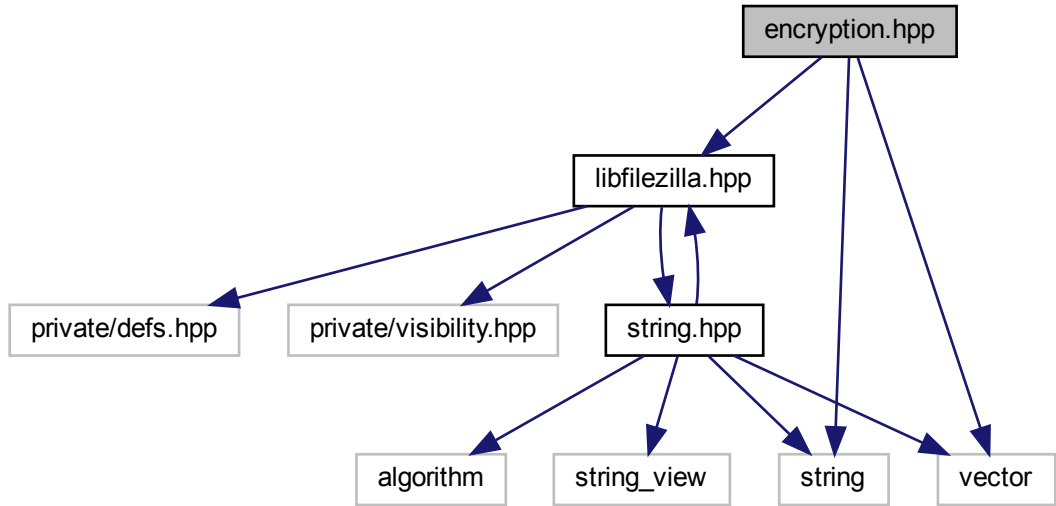 encryption.hpp
libfilezilla.hpp
private/defs.hpp
private/visibility.hpp
string.hpp
algorithm
string_view
string
vector